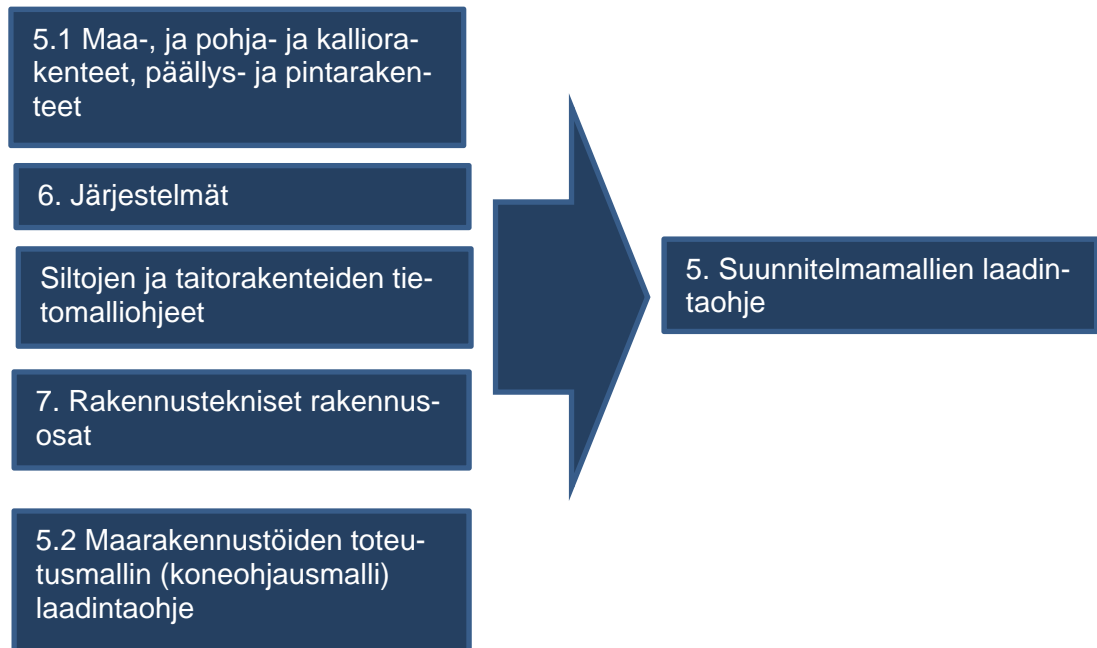 5.1 Maa-, ja pohja- ja kalliora-
kenteet, päällys- ja pintaraken-
teet
6. Järjestelmät
Siltojen ja taitorakenteiden tie-
tomalliohjeet
7. Rakennustekniset rakennus-
osat
5.2 Maarakennustöiden toteu-
tusmallin (koneohjausmalli)
laadintaohje
5. Suunnitelmamallien laadin-
taohje